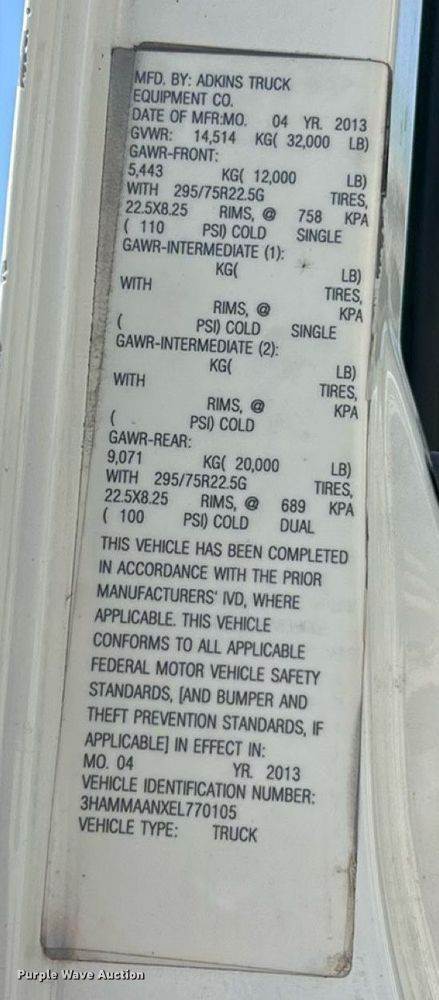 MFD. BY: ADKINS TRUCK
EQUIPMENT CO.
DATE OF MFR:MO. 04 YR. 2013
GVWR: 14,514 KG( 32,000 LB)
GAWR-FRONT:
5,443 KG( 12,000 LB)
WITH 295/75R22.5G TIRES,
22.5X8.25 RIMS, @ 758 KPA
( 110 PSI) COLD SINGLE
GAWR-INTERMEDIATE (1):
KG( LB)
WITH TIRES,
RIMS, @ KPA
( PSI) COLD SINGLE
GAWR-INTERMEDIATE (2):
KG( LB)
WITH TIRES,
RIMS, @ KPA
( PSI) COLD
GAWR-REAR:
9,071 KG( 20,000 LB)
WITH 295/75R22.5G TIRES,
22.5X8.25 RIMS, @ 689 KPA
( 100 PSI) COLD DUAL
THIS VEHICLE HAS BEEN COMPLETED
IN ACCORDANCE WITH THE PRIOR
MANUFACTURERS' IVD, WHERE
APPLICABLE. THIS VEHICLE
CONFORMS TO ALL APPLICABLE
FEDERAL MOTOR VEHICLE SAFETY
STANDARDS, [AND BUMPER AND
THEFT PREVENTION STANDARDS, IF
APPLICABLE] IN EFFECT IN:
MO. 04 YR. 2013
VEHICLE IDENTIFICATION NUMBER:
3HAMMAANXEL770105
VEHICLE TYPE: TRUCK
Purple Wave Auction